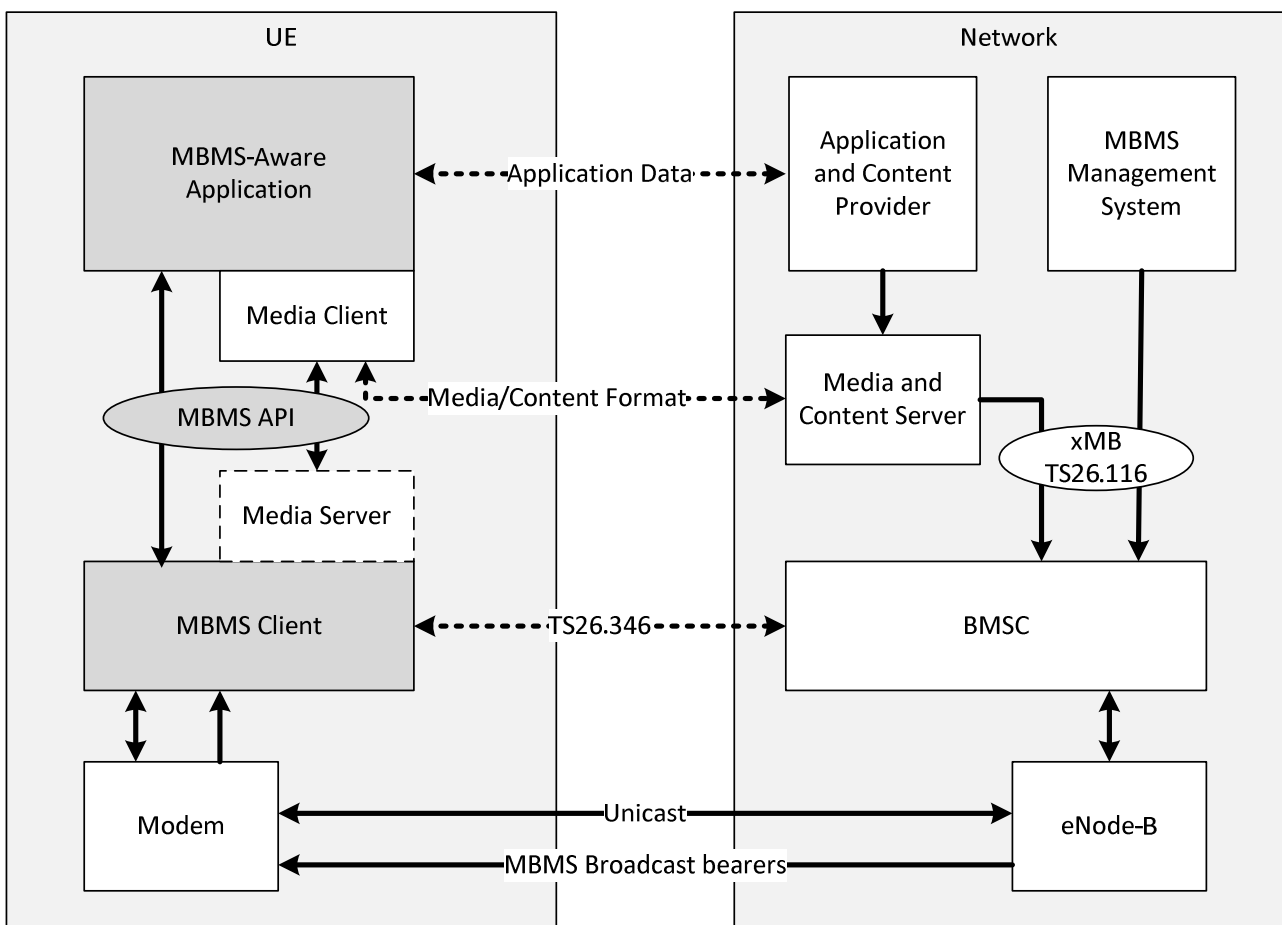 UE
Network
MBMS-Aware
Application
Application Data
Application
and Content
Provider
MBMS
Management
System
Media Client
Media/Content Format
Media and
Content Server
MBMS API
xMB
TS26.116
Media Server
MBMS Client
TS26.346
BMSC
Modem
Unicast
eNode-B
MBMS Broadcast bearers